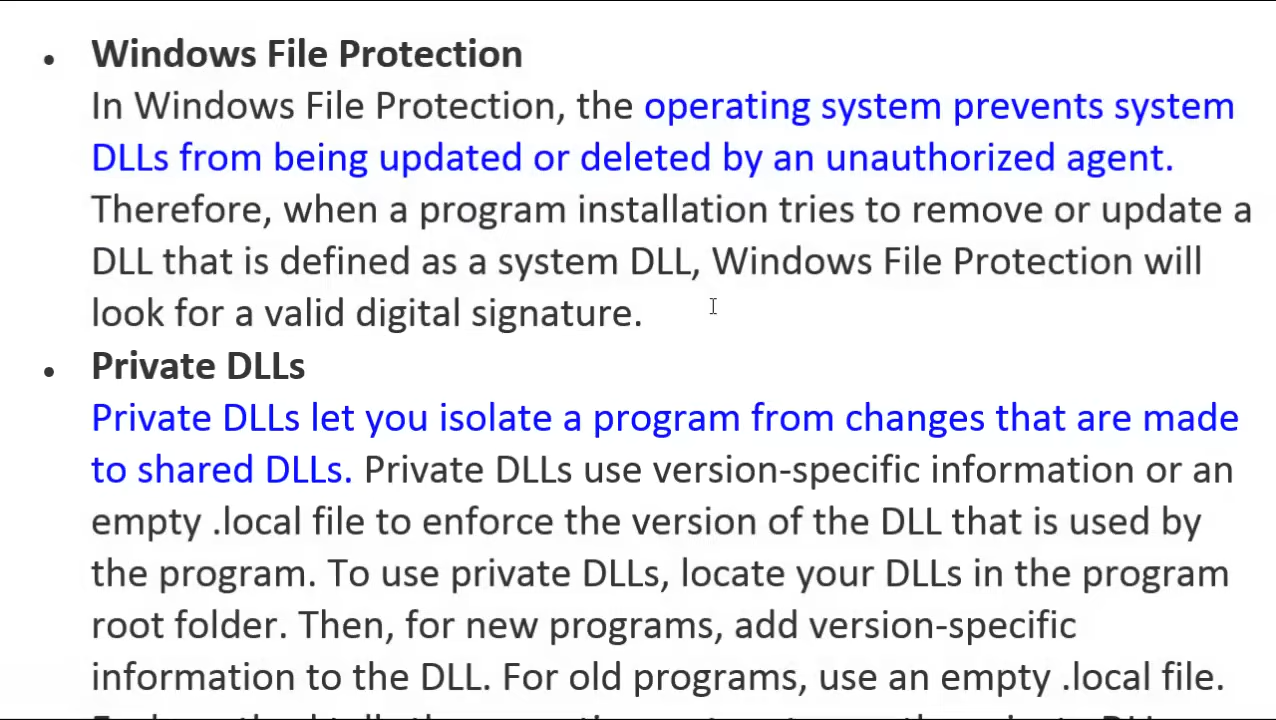 • Windows File Protection
In Windows File Protection, the operating system prevents system
DLLs from being updated or deleted by an unauthorized agent.
Therefore, when a program installation tries to remove or update a
DLL that is defined as a system DLL, Windows File Protection will
look for a valid digital signature.
• Private DLLs
Private DLLs let you isolate a program from changes that are made
to shared DLLs. Private DLLs use version-specific information or an
empty .local file to enforce the version of the DLL that is used by
the program. To use private DLLs, locate your DLLs in the program
root folder. Then, for new programs, add version-specific
information to the DLL. For old programs, use an empty .local file.